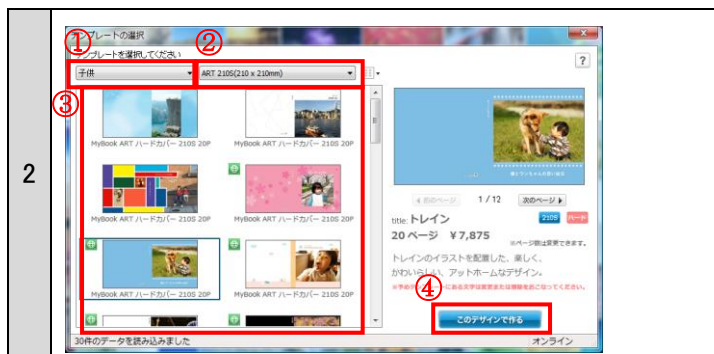 2
テンプレートの選択
①
②
テンプレートを選択してください
?
子供
ART 210S(210 x 210mm)
③
MyBook ART ハードカバー 210S 20P
MyBook ART ハードカバー 210S 20P
MyBook ART ハードカバー 210S 20P
MyBook ART ハードカバー 210S 20P
MyBook ART ハードカバー 210S 20P
MyBook ART ハードカバー 210S 20P
前のページ
1 / 12
次のページ
title: トレイン
210S
ハード
20 ページ ￥7,875
※ページ数は変更できます。
トレインのイラストを配置した、楽しく、
かわいらしい、アットホームなデザイン。
④
このデザインで作る
30件のデータを読み込みました
オンライン